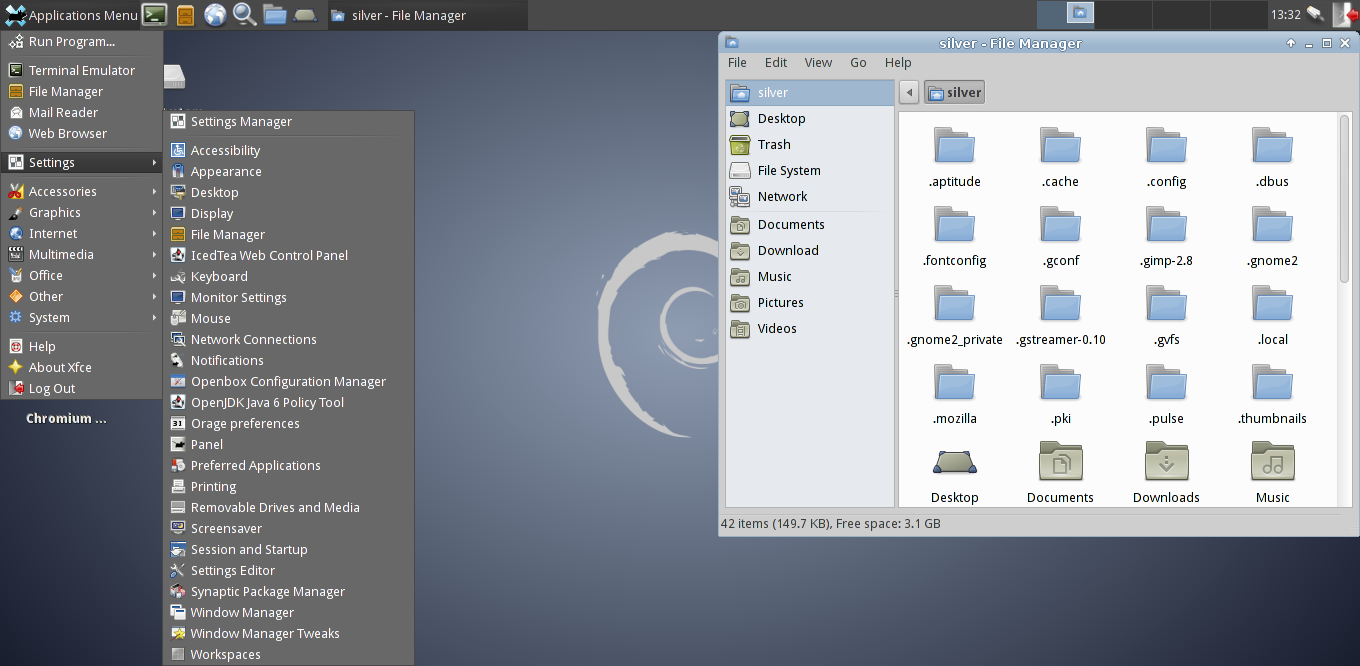 Applications Menu
silver - File Manager
13:32
Run Program...
Terminal Emulator
File Manager
Mail Reader
Web Browser
Settings
Accessories
Graphics
Internet
Multimedia
Office
Other
System
Help
About Xfce
Log Out
Chromium ...
Settings Manager
Accessibility
Appearance
Desktop
Display
File Manager
IcedTea Web Control Panel
Keyboard
Monitor Settings
Mouse
Network Connections
Notifications
Openbox Configuration Manager
OpenJDK Java 6 Policy Tool
Orage preferences
Panel
Preferred Applications
Printing
Removable Drives and Media
Screensaver
Session and Startup
Settings Editor
Synaptic Package Manager
Window Manager
Window Manager Tweaks
Workspaces
silver - File Manager
File Edit View Go Help
silver
Desktop
Trash
File System
Network
Documents
Download
Music
Pictures
Videos
silver
.aptitude .cache .config .dbus
.fontconfig .gconf .gimp-2.8 .gnome2
.gnome2_private .gstreamer-0.10 .gvfs .local
.mozilla .pki .pulse .thumbnails
Desktop Documents Downloads Music
42 items (149.7 KB), Free space: 3.1 GB